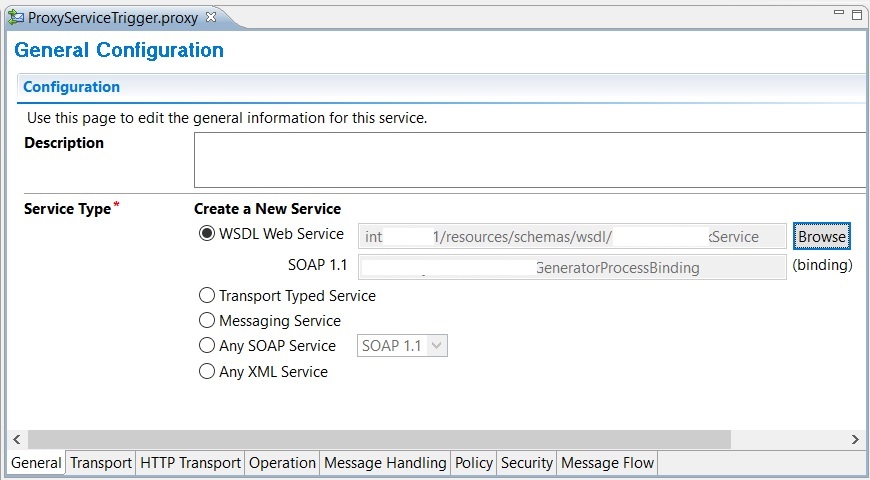 ProxyServiceTrigger.proxy
General Configuration
Configuration
Use this page to edit the general information for this service.
Description
Service Type* Create a New Service
WSDL Web Service int 1/resources/schemas/wsdl/ Service Browse
SOAP 1.1 GeneratorProcessBinding (binding)
Transport Typed Service
Messaging Service
Any SOAP Service SOAP 1.1
Any XML Service
General Transport HTTP Transport Operation Message Handling Policy Security Message Flow